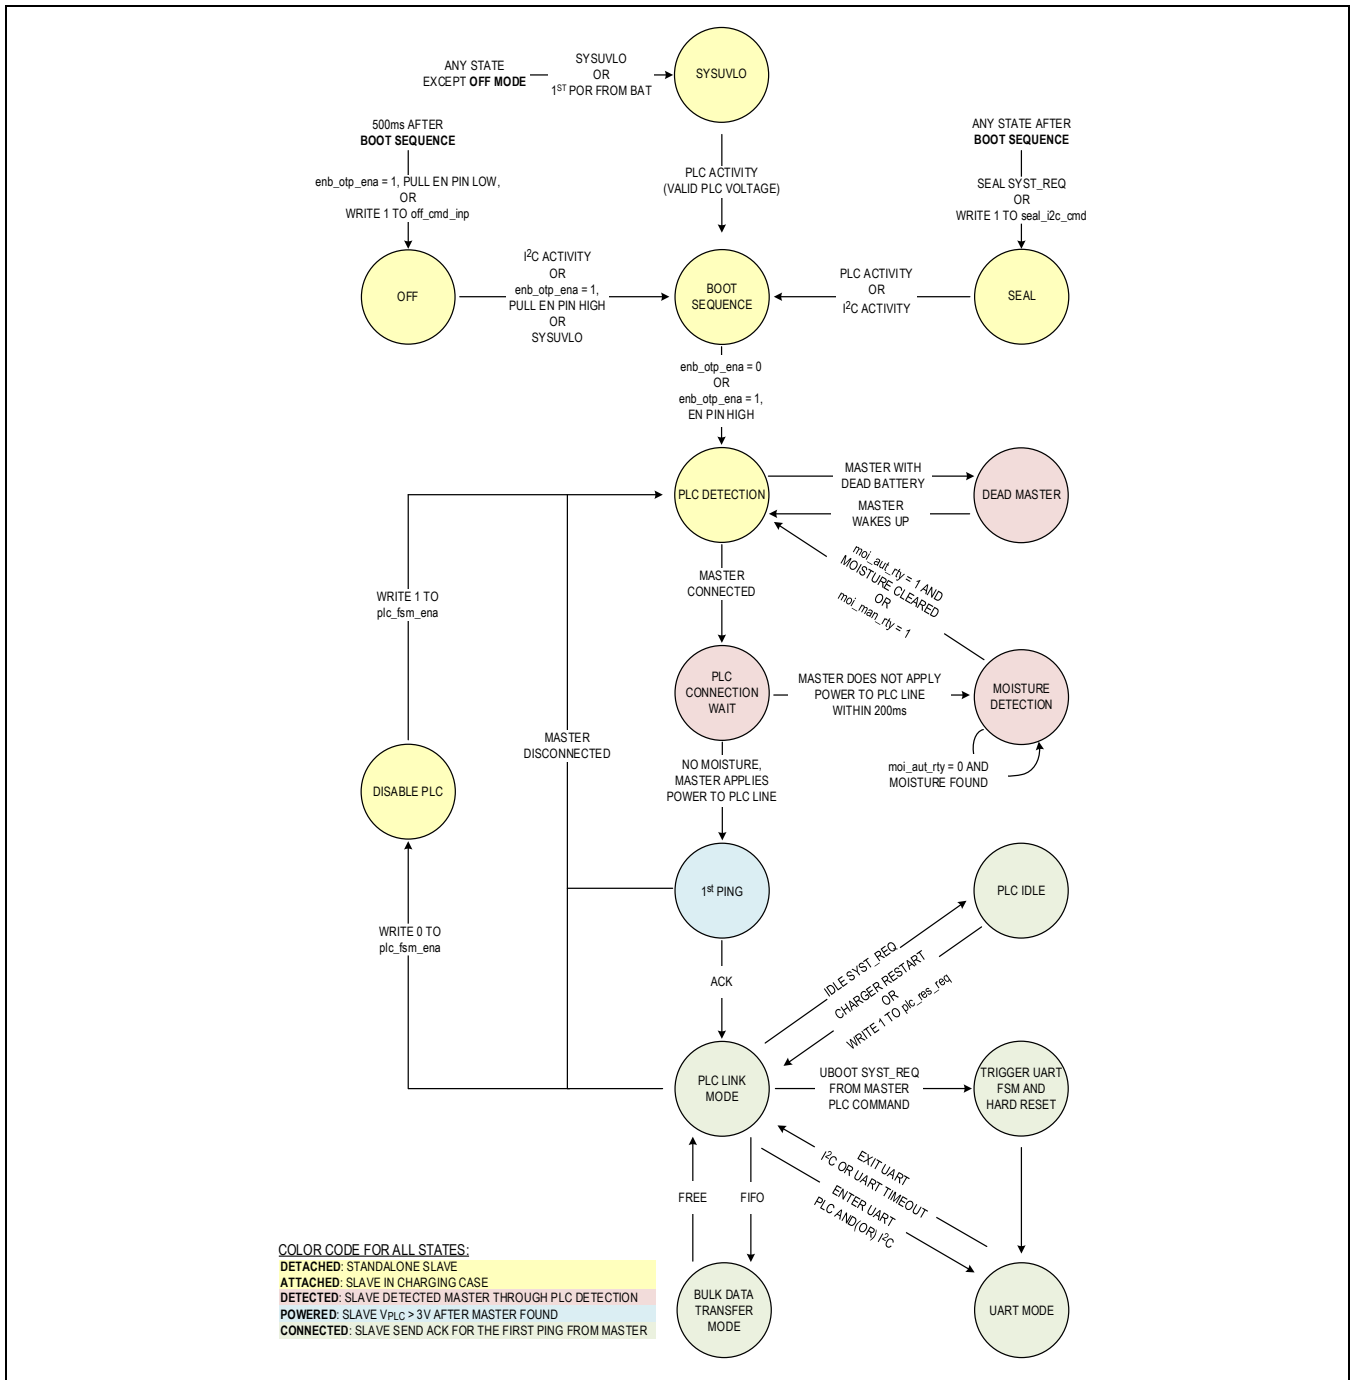 ANY STATE
EXCEPT OFF MODE
SYSUVLO
OR
1ST POR FROM BAT
SYSUVLO
500ms AFTER
BOOT SEQUENCE
ANY STATE AFTER
BOOT SEQUENCE
enb_otp_ena = 1, PULL EN PIN LOW,
OR
WRITE 1 TO off_cmd_inp
PLC ACTIVITY
(VALID PLC VOLTAGE)
SEAL SYST_REQ
OR
WRITE 1 TO seal_i2c_cmd
OFF
I2C ACTIVITY
OR
enb_otp_ena = 1,
PULL EN PIN HIGH
OR
SYSUVLO
BOOT
SEQUENCE
PLC ACTIVITY
OR
I2C ACTIVITY
SEAL
enb_otp_ena = 0
OR
enb_otp_ena = 1,
EN PIN HIGH
PLC DETECTION
MASTER WITH
DEAD BATTERY
MASTER
WAKES UP
DEAD MASTER
MASTER
CONNECTED
moi_aut_rty = 1 AND
MOISTURE CLEARED
OR
moi_man_rty = 1
WRITE 1 TO
plc_fsm_ena
PLC
CONNECTION
WAIT
MASTER DOES NOT APPLY
POWER TO PLC LINE
WITHIN 200ms
MOISTURE
DETECTION
MASTER
DISCONNECTED
NO MOISTURE,
MASTER APPLIES
POWER TO PLC LINE
moi_aut_rty = 0 AND
MOISTURE FOUND
DISABLE PLC
1st PING
PLC IDLE
WRITE 0 TO
plc_fsm_ena
ACK
IDLE SYST_REQ
CHARGER RESTART
OR
WRITE 1 TO plc_res_req
PLC LINK
MODE
UBOOT SYST_REQ
FROM MASTER
PLC COMMAND
TRIGGER UART
FSM AND
HARD RESET
FREE
FIFO
EXIT UART
I2C OR UART TIMEOUT
ENTER UART
PLC AND(OR) I2C
BULK DATA
TRANSFER
MODE
UART MODE
COLOR CODE FOR ALL STATES:
DETACHED: STANDALONE SLAVE
ATTACHED: SLAVE IN CHARGING CASE
DETECTED: SLAVE DETECTED MASTER THROUGH PLC DETECTION
POWERED: SLAVE VPLC > 3V AFTER MASTER FOUND
CONNECTED: SLAVE SEND ACK FOR THE FIRST PING FROM MASTER